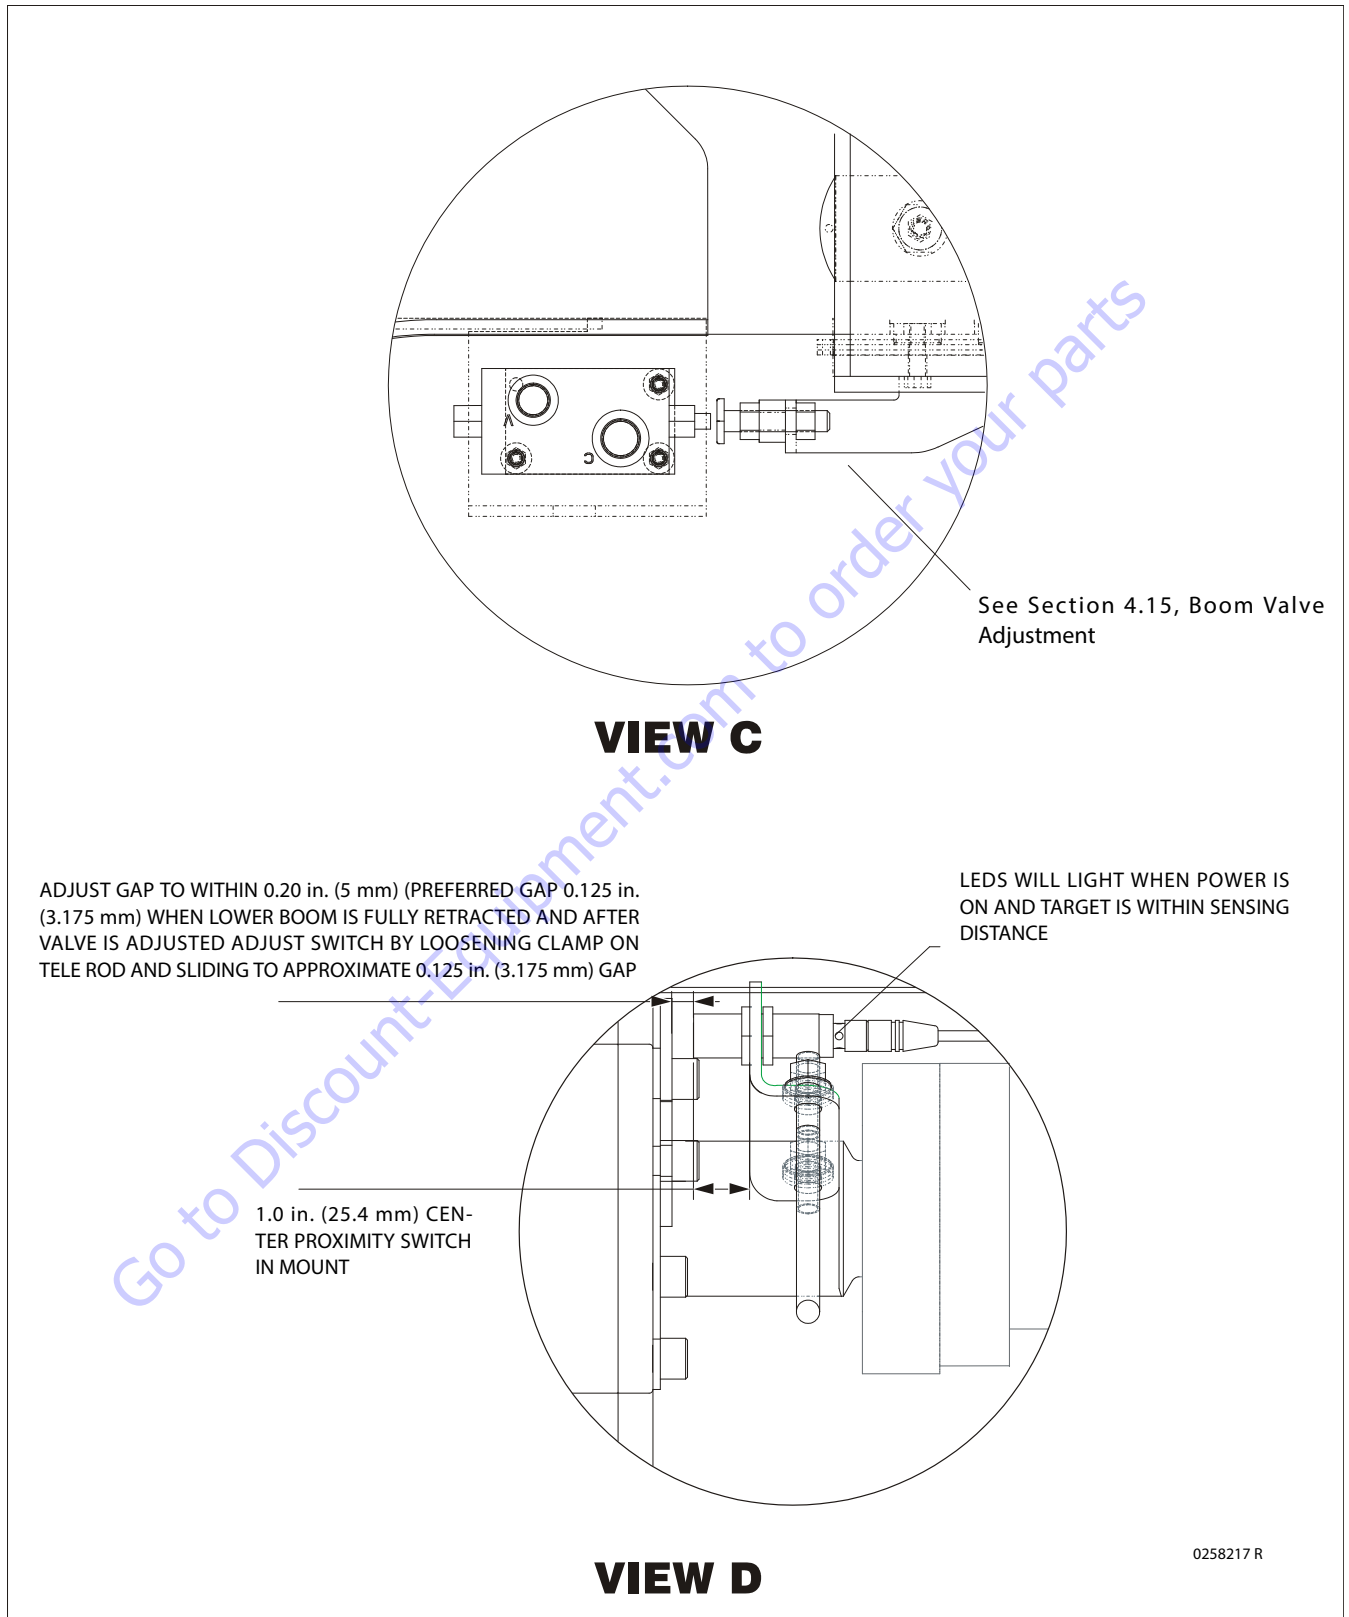 See Section 4.15, Boom Valve
Adjustment
VIEW C
ADJUST GAP TO WITHIN 0.20 in. (5 mm) (PREFERRED GAP 0.125 in.
(3.175 mm) WHEN LOWER BOOM IS FULLY RETRACTED AND AFTER
VALVE IS ADJUSTED ADJUST SWITCH BY LOOSENING CLAMP ON
TELE ROD AND SLIDING TO APPROXIMATE 0.125 in. (3.175 mm) GAP
LEDS WILL LIGHT WHEN POWER IS
ON AND TARGET IS WITHIN SENSING
DISTANCE
1.0 in. (25.4 mm) CEN-
TER PROXIMITY SWITCH
IN MOUNT
0258217 R
VIEW D
Go to Discount-Equipment.com to order your parts
V
C